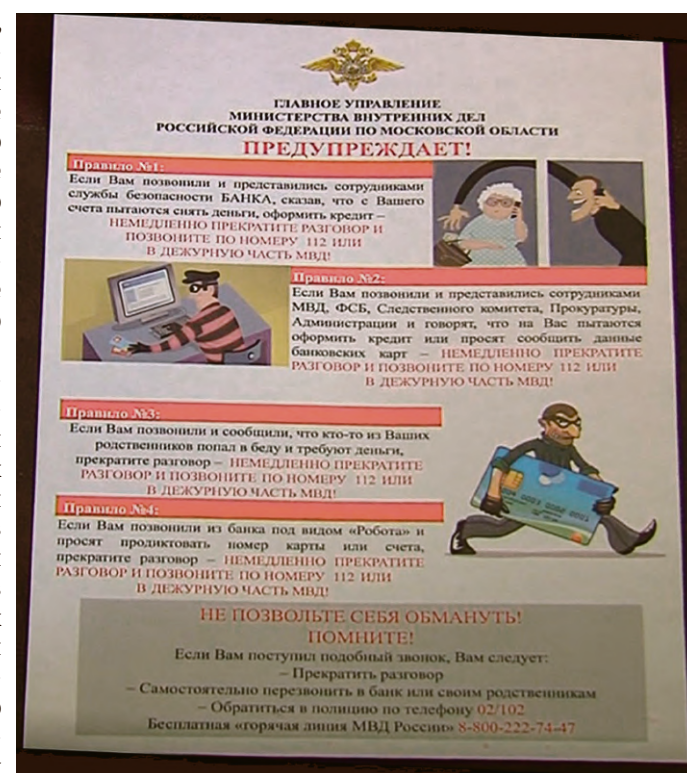 ГЛАВНОЕ УПРАВЛЕНИЕ
МИНИСТЕРСТВА ВНУТРЕННИХ ДЕЛ
РОССИЙСКОЙ ФЕДЕРАЦИИ ПО МОСКОВСКОЙ ОБЛАСТИ
ПРЕДУПРЕЖДАЕТ!
Правило №1:
Если Вам позвонили и представились сотрудниками
службы безопасности БАНКА, сказав, что с Вашего
счета пытаются снять деньги, оформить кредит –
НЕМЕДЛЕННО ПРЕКРАТИТЕ РАЗГОВОР И
ПОЗВОНИТЕ ПО НОМЕРУ 112 ИЛИ
В ДЕЖУРНУЮ ЧАСТЬ МВД!
Правило №2:
Если Вам позвонили и представились сотрудниками
МВД, ФСБ, Следственного комитета, Прокуратуры,
Администрации и говорят, что на Вас пытаются
оформить кредит или просят сообщить данные
банковских карт – НЕМЕДЛЕННО ПРЕКРАТИТЕ
РАЗГОВОР И ПОЗВОНИТЕ ПО НОМЕРУ 112 ИЛИ
В ДЕЖУРНУЮ ЧАСТЬ МВД!
Правило №3:
Если Вам позвонили и сообщили, что кто-то из Ваших
родственников попал в беду и требуют деньги,
прекратите разговор – НЕМЕДЛЕННО ПРЕКРАТИТЕ
РАЗГОВОР И ПОЗВОНИТЕ ПО НОМЕРУ 112 ИЛИ
В ДЕЖУРНУЮ ЧАСТЬ МВД!
Правило №4:
Если Вам позвонили из банка под видом «Робота» и
просят продиктовать номер карты или счета,
прекратите разговор – НЕМЕДЛЕННО ПРЕКРАТИТЕ
РАЗГОВОР И ПОЗВОНИТЕ ПО НОМЕРУ 112 ИЛИ
В ДЕЖУРНУЮ ЧАСТЬ МВД!
НЕ ПОЗВОЛЬТЕ СЕБЯ ОБМАНУТЬ!
ПОМНИТЕ!
Если Вам поступил подобный звонок, Вам следует:
– Прекратить разговор
– Самостоятельно перезвонить в банк или своим родственникам
– Обратиться в полицию по телефону 02/102
Бесплатная «горячая линия МВД России» 8-800-222-74-47